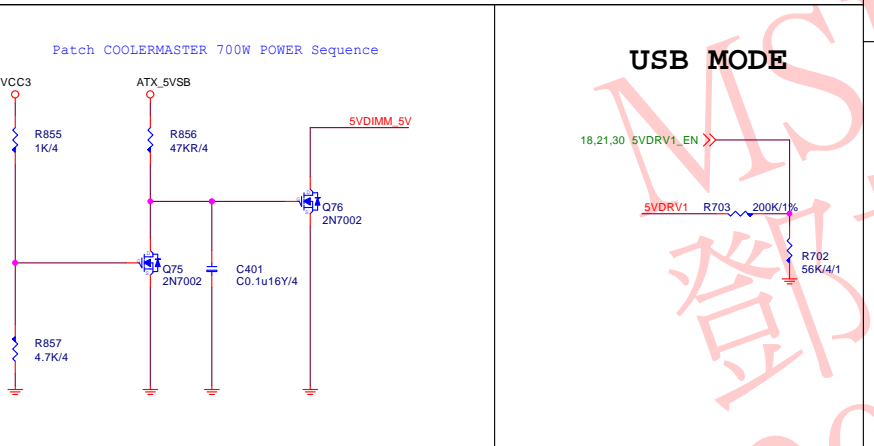 Patch COOLERMASTER 700W POWER Sequence
USB MODE
VCC3
ATX_5VSB
R855
1K/4
R856
47KR/4
5VDIMM_5V
18,21,30 5VDRV1_EN
Q76
2N7002
5VDRV1 R703 200K/1%
Q75
2N7002
C401
C0.1u16Y/4
R702
56K/4/1
R857
4.7K/4